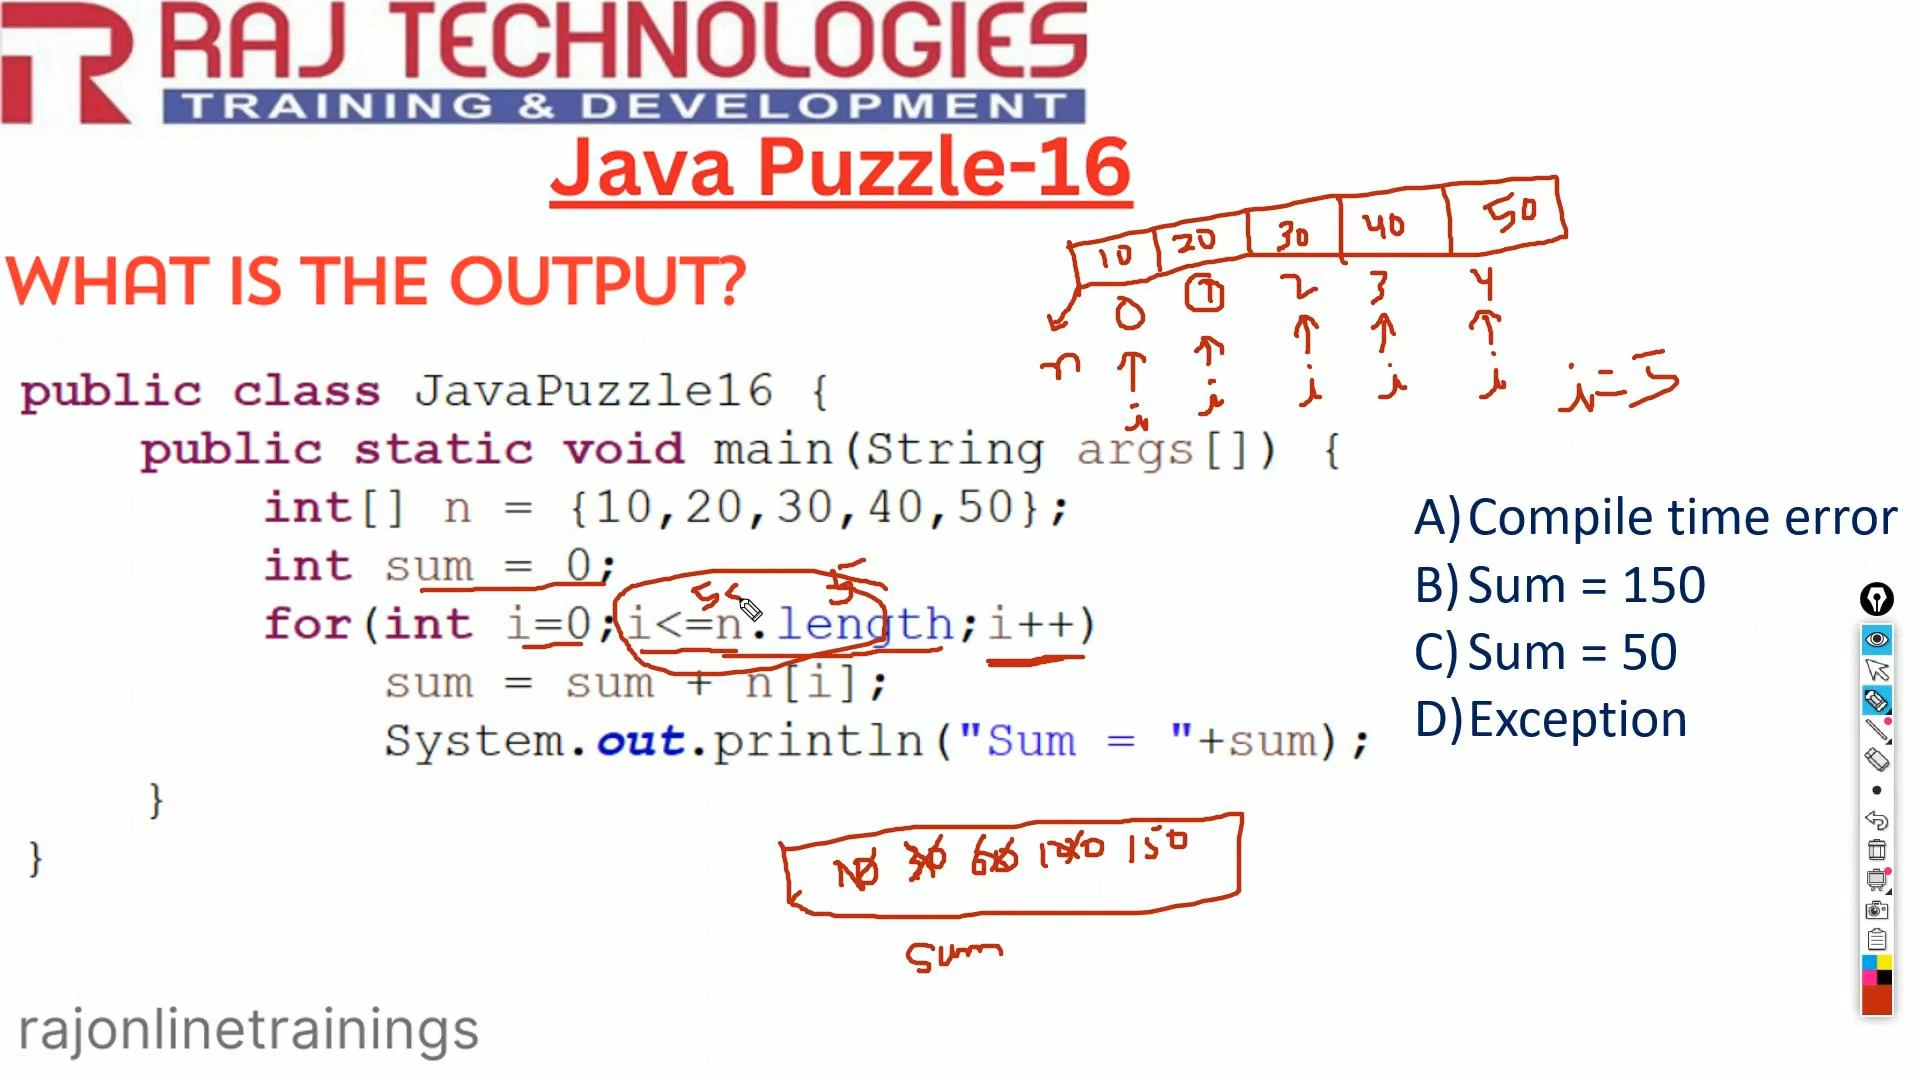 RAJ TECHNOLOGIES
TRAINING & DEVELOPMENT
Java Puzzle-16
WHAT IS THE OUTPUT?
10 20 30 40 50
0 1 2 3 4
n
i i i i i i=5
public class JavaPuzzle16 {
public static void main(String args[]) {
int[] n = {10,20,30,40,50};
int sum = 0;
5< 5
for(int i=0;i<=n.length;i++)
sum = sum + n[i];
System.out.println("Sum = "+sum);
}
}
A) Compile time error
B) Sum = 150
C) Sum = 50
D) Exception
10 30 60 100 150
sum
rajonlinetrainings